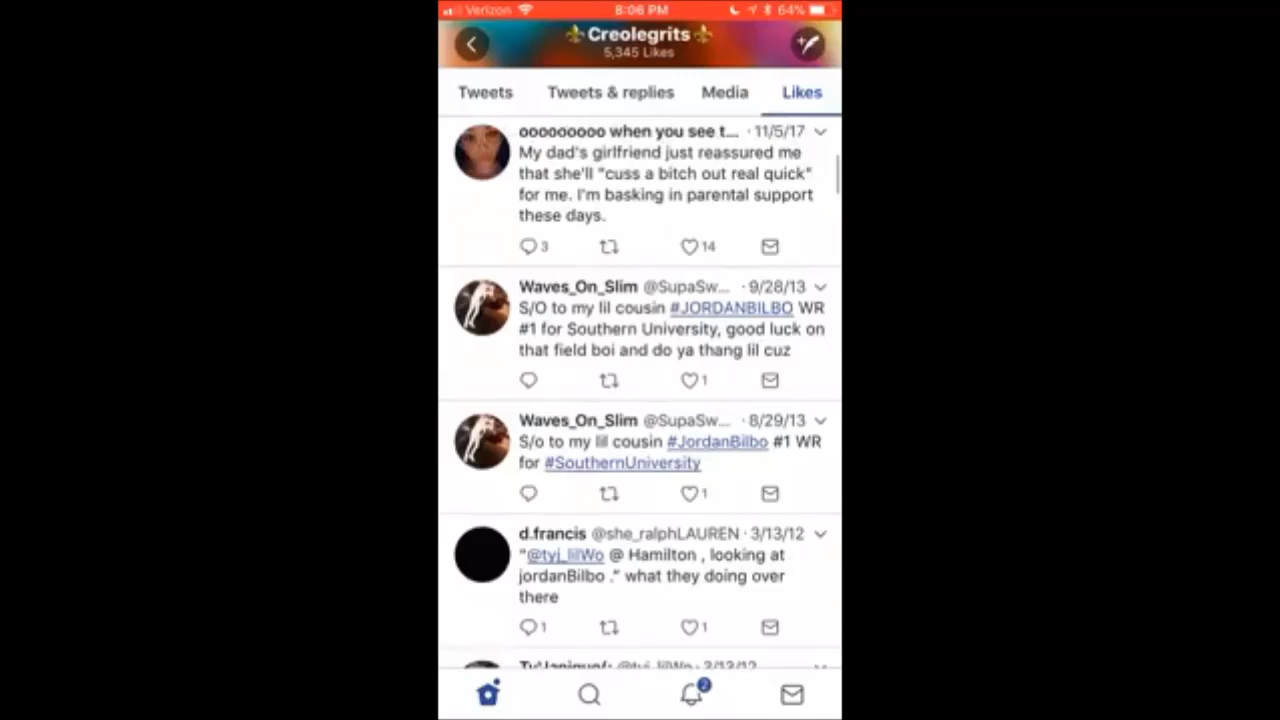 Verizon 8:06 PM 64%
⚜Creolegrits⚜
5,345 Likes
Tweets Tweets & replies Media Likes
ooooooooo when you see t... · 11/5/17
My dad's girlfriend just reassured me
that she'll "cuss a bitch out real quick"
for me. I'm basking in parental support
these days.
3 14
Waves_On_Slim @SupaSw... · 9/28/13
S/O to my lil cousin #JORDANBILBO WR
#1 for Southern University, good luck on
that field boi and do ya thang lil cuz
1
Waves_On_Slim @SupaSw... · 8/29/13
S/o to my lil cousin #JordanBilbo #1 WR
for #SouthernUniversity
1
d.francis @she_ralphLAUREN · 3/13/12
"@tyj_lilWo @ Hamilton , looking at
jordanBilbo ." what they doing over
there
1 1
@tyj_lilWo · 3/13/12
2